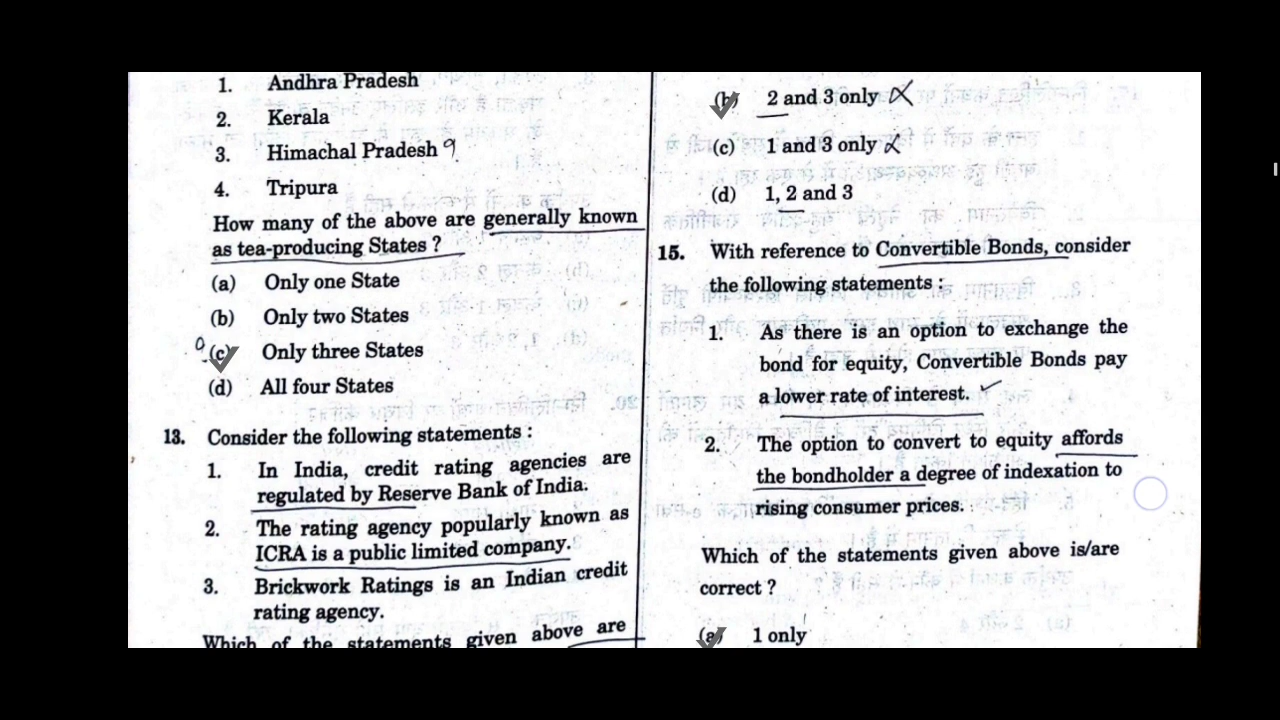 1. Andhra Pradesh
2. Kerala
3. Himachal Pradesh
4. Tripura
How many of the above are generally known
as tea-producing States ?
(a) Only one State
(b) Only two States
(c) Only three States
(d) All four States
13. Consider the following statements :
1. In India, credit rating agencies are
regulated by Reserve Bank of India.
2. The rating agency popularly known as
ICRA is a public limited company.
3. Brickwork Ratings is an Indian credit
rating agency.
Which of the statements given above are
(b) 2 and 3 only
(c) 1 and 3 only
(d) 1, 2 and 3
15. With reference to Convertible Bonds, consider
the following statements :
1. As there is an option to exchange the
bond for equity, Convertible Bonds pay
a lower rate of interest.
2. The option to convert to equity affords
the bondholder a degree of indexation to
rising consumer prices.
Which of the statements given above is/are
correct ?
(a) 1 only